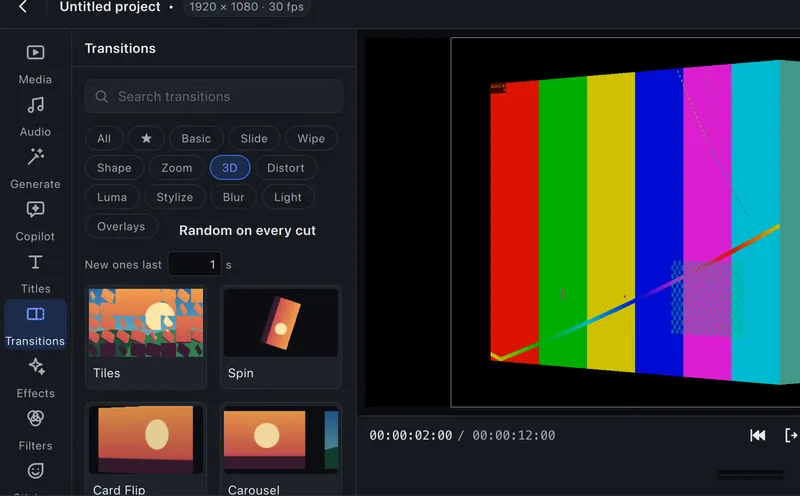 Untitled project • 1920 × 1080 · 30 fps
Media
Audio
Generate
Copilot
Titles
Transitions
Effects
Filters
Transitions
Search transitions
All ★ Basic Slide Wipe
Shape Zoom 3D Distort
Luma Stylize Blur Light
Overlays Random on every cut
New ones last 1 s
Tiles
Spin
Card Flip
Carousel
00:00:02:00 / 00:00:12:00